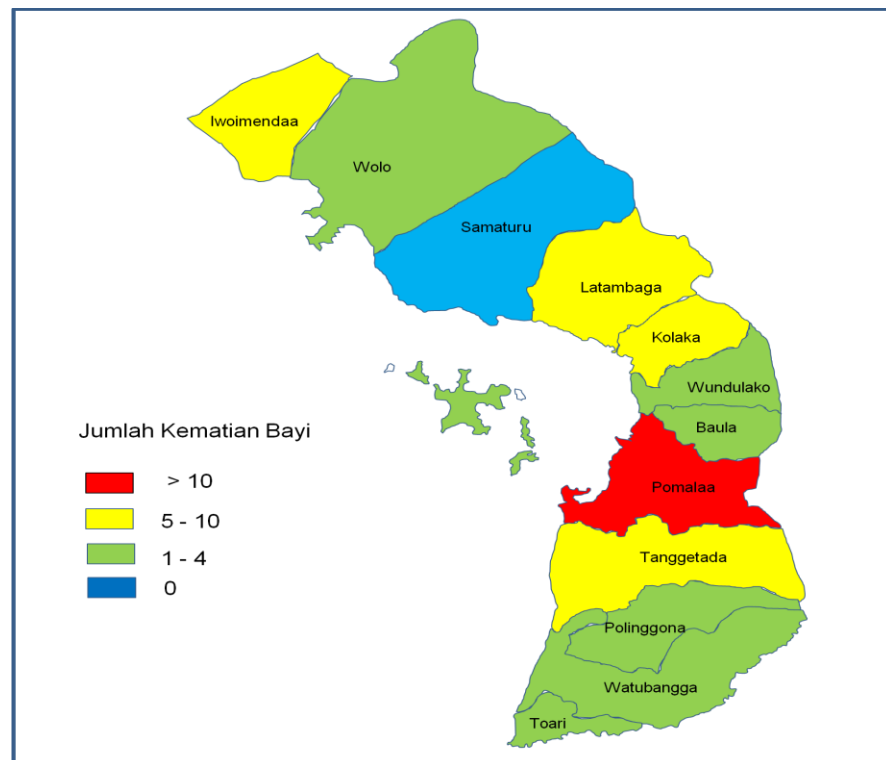 Iwoimendaa
Wolo
Samaturu
Latambaga
Kolaka
Wundulako
Baula
Pomalaa
Tanggetada
Polinggona
Watubangga
Toari
Jumlah Kematian Bayi
> 10
5 - 10
1 - 4
0